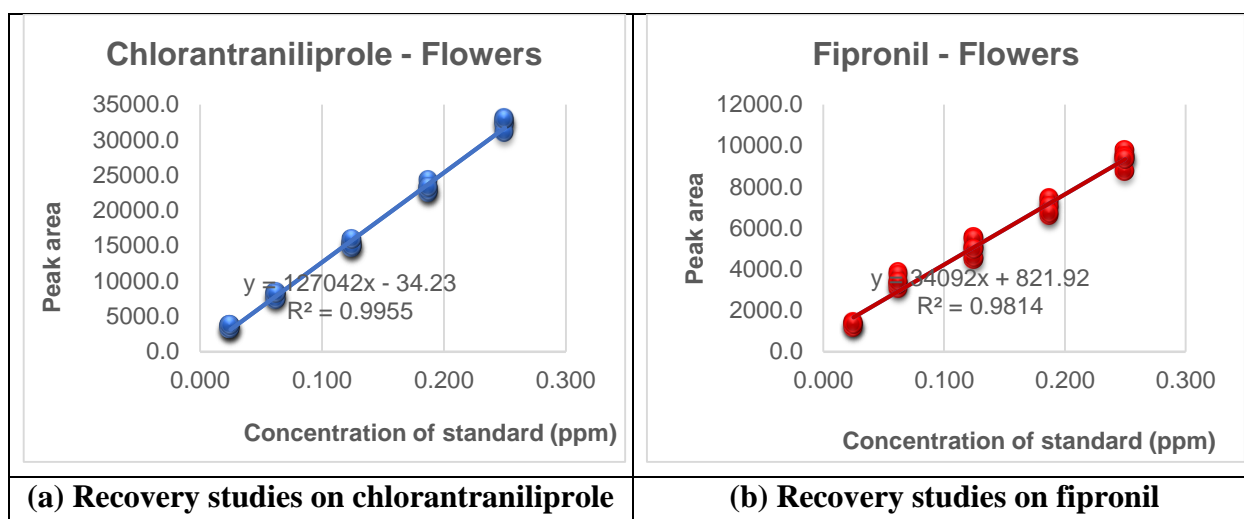 Chlorantraniliprole - Flowers
35000.0
30000.0
25000.0
20000.0
15000.0
10000.0
5000.0
0.0
Peak area
y = 127042x - 34.23
R² = 0.9955
0.000
0.100
0.200
0.300
Concentration of standard (ppm)
(a) Recovery studies on chlorantraniliprole
Fipronil - Flowers
12000.0
10000.0
8000.0
6000.0
4000.0
2000.0
0.0
Peak area
y = 34092x + 821.92
R² = 0.9814
0.000
0.100
0.200
0.300
Concentration of standard (ppm)
(b) Recovery studies on fipronil